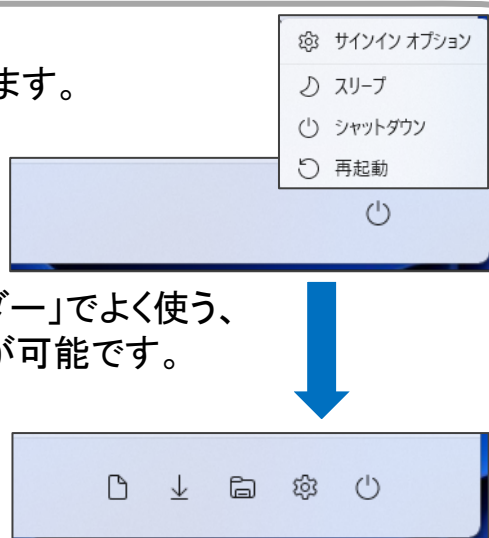 サインイン オプション
ます。
スリープ
シャットダウン
再起動
ダー」でよく使う、
が可能です。